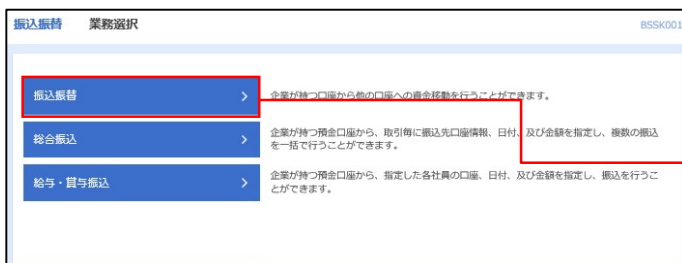 振込振替 業務選択 BSSK001
振込振替 企業が持つ口座から他の口座への資金移動を行うことができます。
総合振込 企業が持つ預金口座から、取引毎に振込先口座情報、日付、及び金額を指定し、複数の振込
を一括で行うことができます。
給与・賞与振込 企業が持つ預金口座から、指定した各社員の口座、日付、及び金額を指定し、振込を行うこ
とができます。